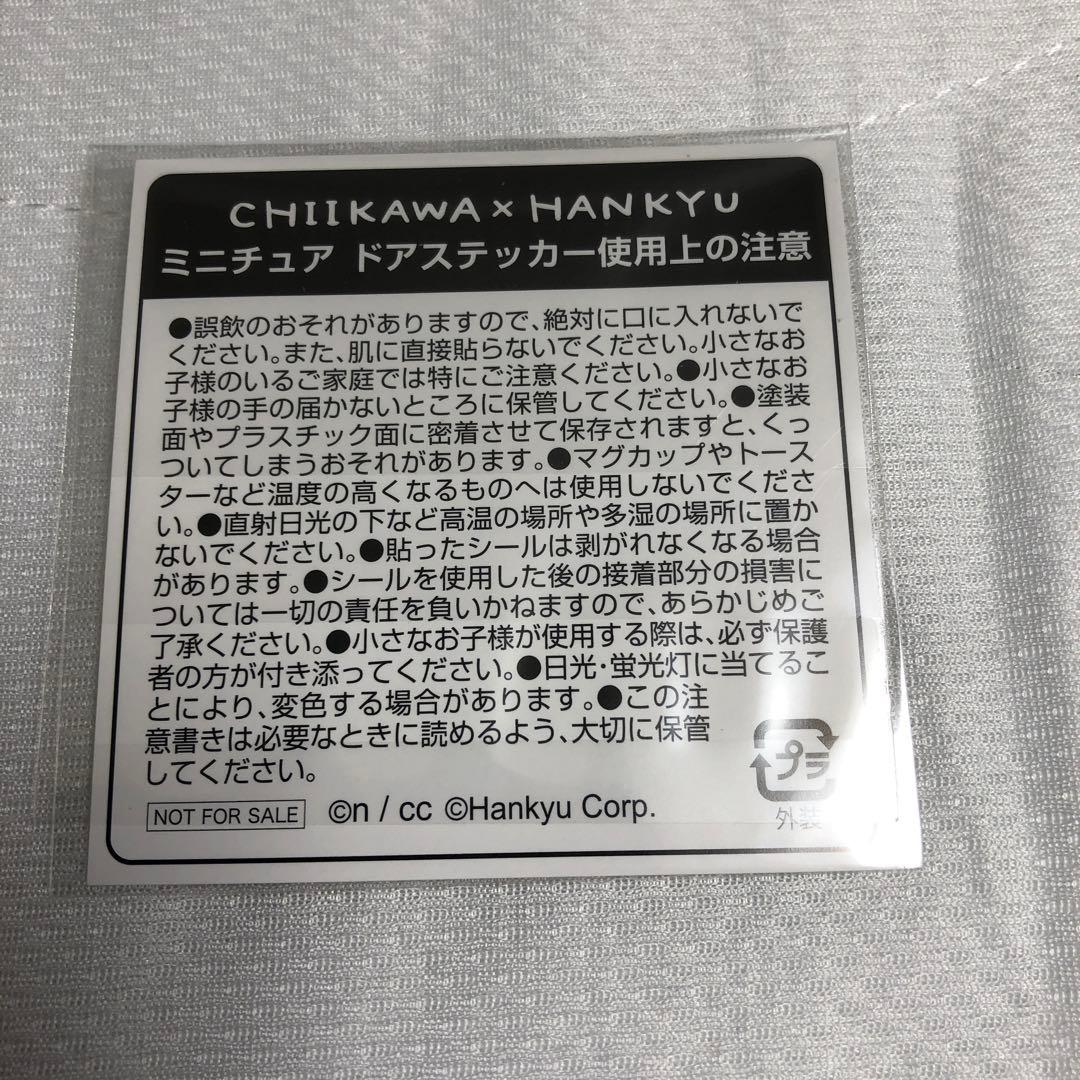 CHIIKAWA × HANKYU
ミニチュア ドアステッカー使用上の注意
●誤飲のおそれがありますので、絶対に口に入れないで
ください。また、肌に直接貼らないでください。小さなお
子様のいるご家庭では特にご注意ください。●小さなお
子様の手の届かないところに保管してください。●塗装
面やプラスチック面に密着させて保存されますと、くっ
ついてしまうおそれがあります。●マグカップやトース
ターなど温度の高くなるものへは使用しないでくださ
い。●直射日光の下など高温の場所や多湿の場所に置か
ないでください。●貼ったシールは剥がれなくなる場合
があります。●シールを使用した後の接着部分の損害に
ついては一切の責任を負いかねますので、あらかじめご
了承ください。●小さなお子様が使用する際は、必ず保護
者の方が付き添ってください。●日光・蛍光灯に当てるこ
とにより、変色する場合があります。●この注
意書きは必要なときに読めるよう、大切に保管
してください。
プラ
外装
NOT FOR SALE ©n / cc ©Hankyu Corp.